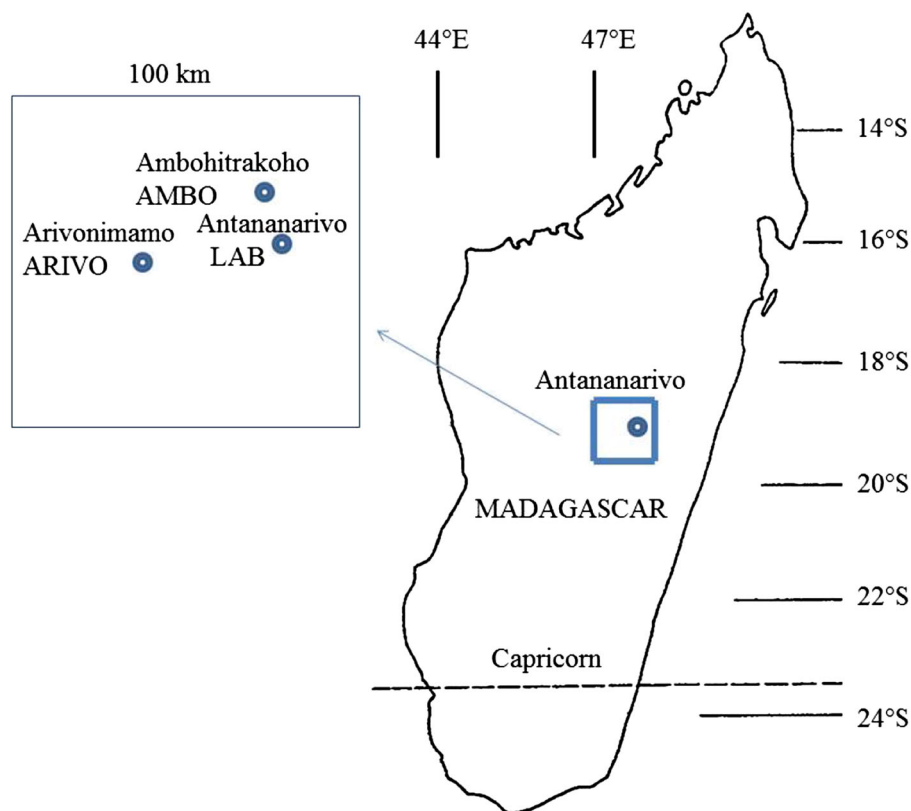 44°E
47°E
100 km
14°S
Ambohitrakoho
AMBO
Arivonimamo
ARIVO
Antananarivo
LAB
16°S
18°S
Antananarivo
20°S
MADAGASCAR
22°S
Capricorn
24°S